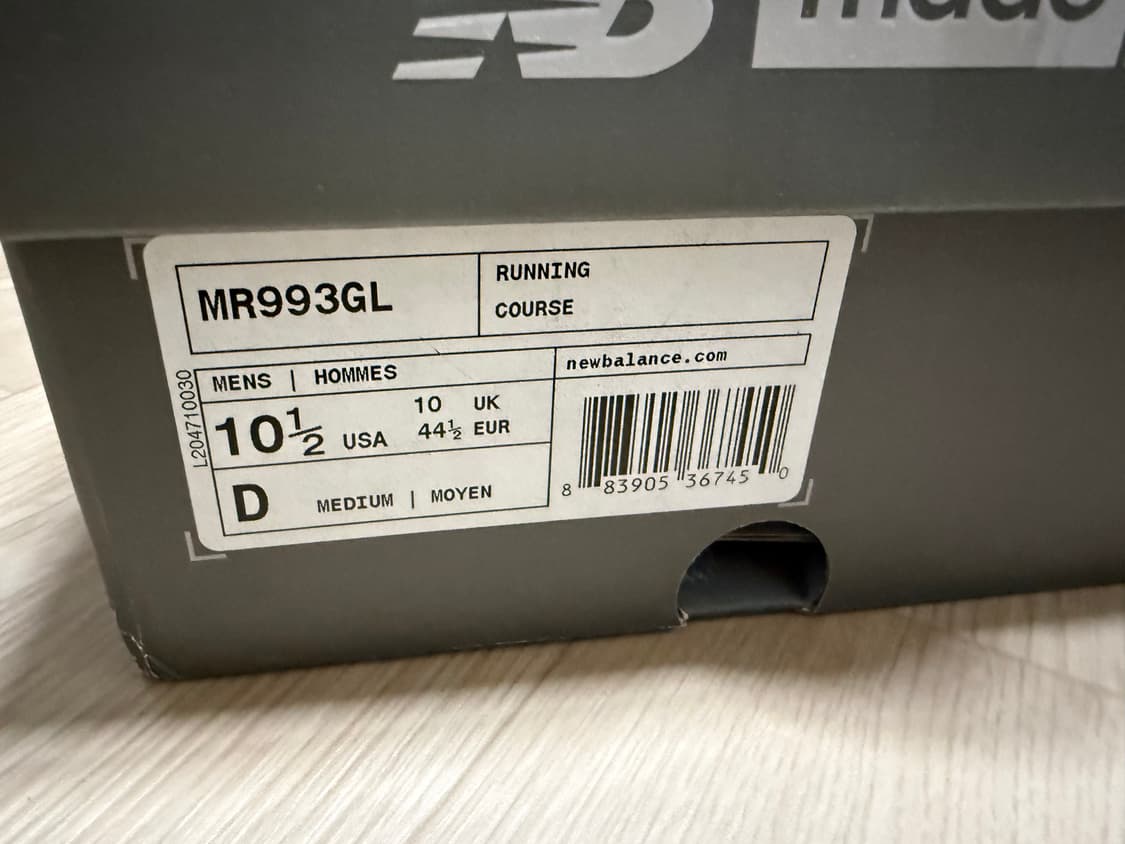 MR993GL
RUNNING
COURSE
MENS | HOMMES
newbalance.com
10½ USA
10 UK
44½ EUR
D MEDIUM | MOYEN
8 83905 36745 0
L204710030